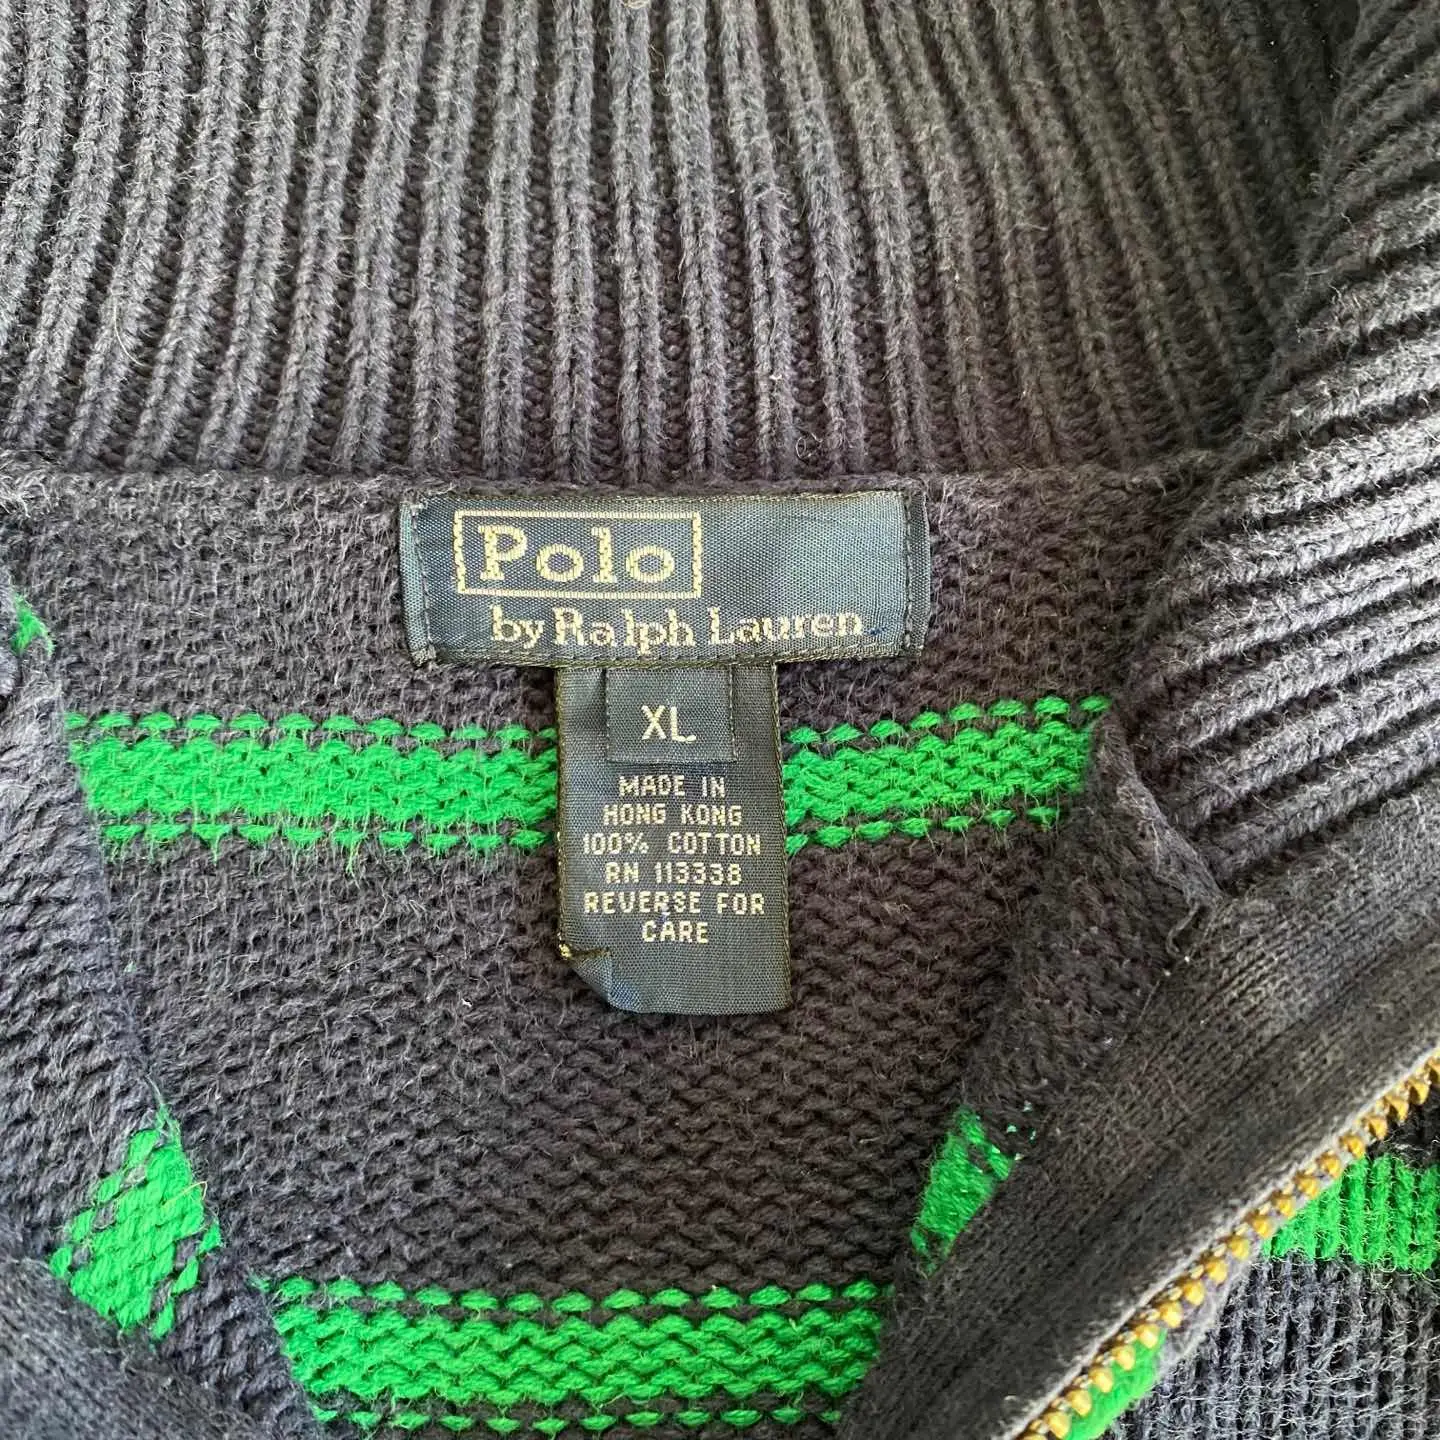 Polo
by Ralph Lauren
XL
MADE IN
HONG KONG
100% COTTON
RN 113338
REVERSE FOR
CARE